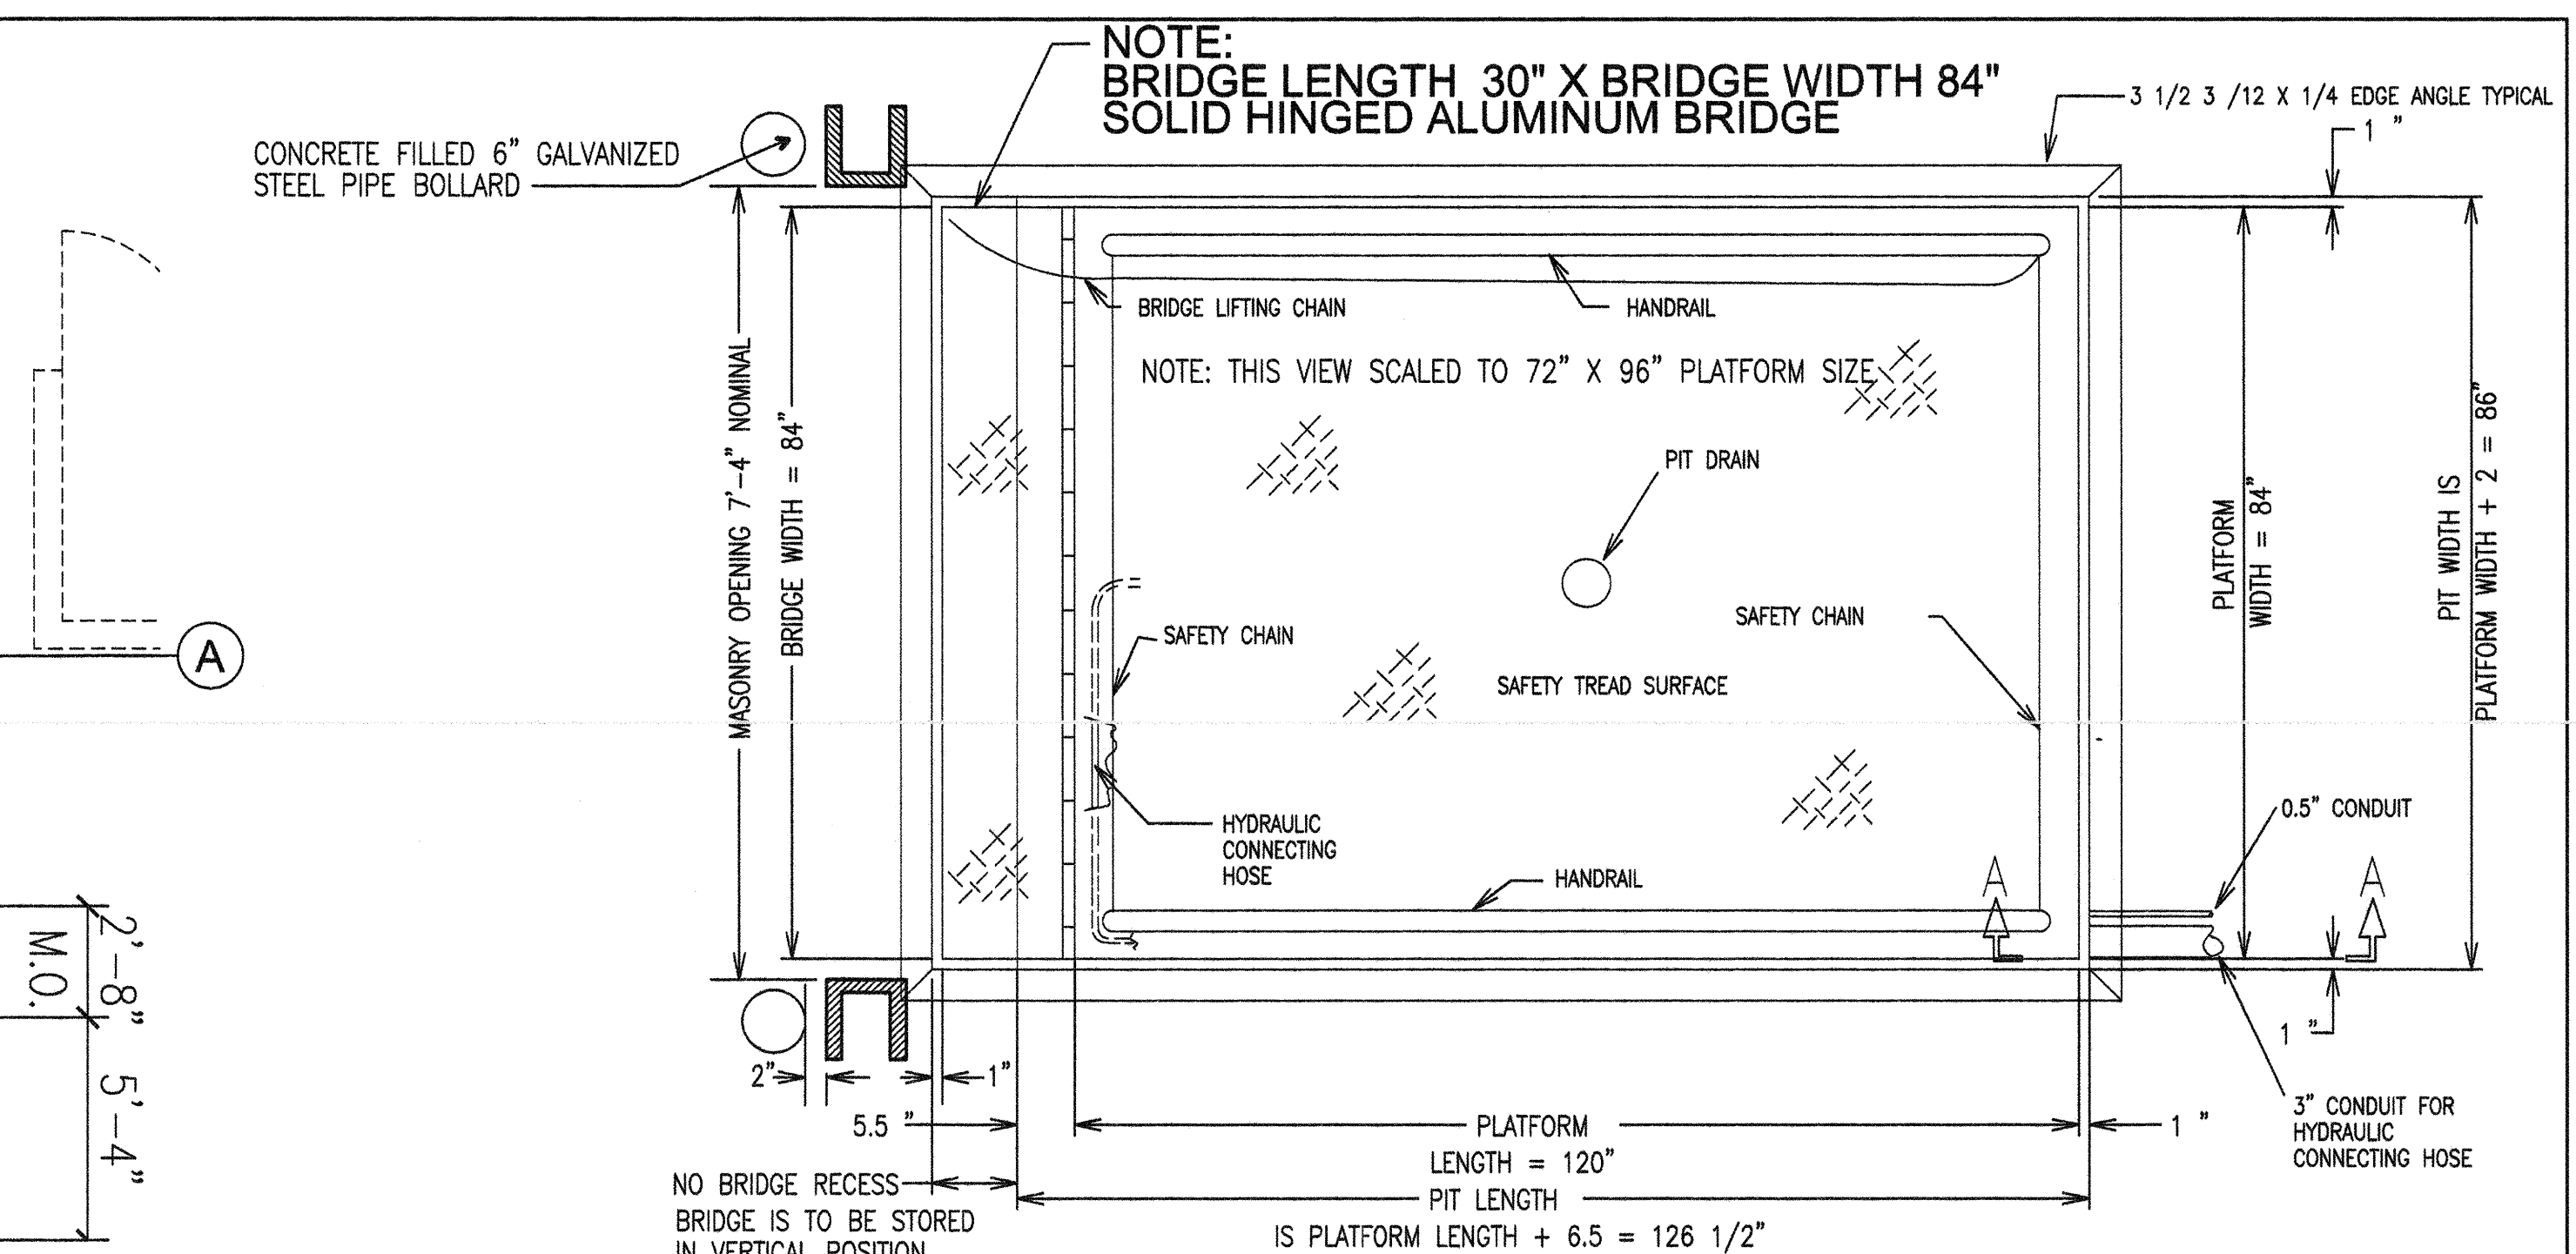 NOTE:
BRIDGE LENGTH 30" X BRIDGE WIDTH 84"
SOLID HINGED ALUMINUM BRIDGE
3 1/2 3 /12 X 1/4 EDGE ANGLE TYPICAL
1 "
CONCRETE FILLED 6" GALVANIZED
STEEL PIPE BOLLARD
BRIDGE LIFTING CHAIN
HANDRAIL
NOTE: THIS VIEW SCALED TO 72" X 96" PLATFORM SIZE
MASONRY OPENING 7'-4" NOMINAL
BRIDGE WIDTH = 84"
PIT DRAIN
PLATFORM
WIDTH = 84"
PIT WIDTH IS
PLATFORM WIDTH + 2 = 86"
SAFETY CHAIN
SAFETY CHAIN
A
SAFETY TREAD SURFACE
HYDRAULIC
CONNECTING
HOSE
HANDRAIL
0.5" CONDUIT
A
A
2'-8"
M.O.
5'-4"
1 "
2"
1"
5.5 "
PLATFORM
LENGTH = 120"
1 "
3" CONDUIT FOR
HYDRAULIC
CONNECTING HOSE
NO BRIDGE RECESS
BRIDGE IS TO BE STORED
IN VERTICAL POSITION
PIT LENGTH
IS PLATFORM LENGTH + 6.5 = 126 1/2"